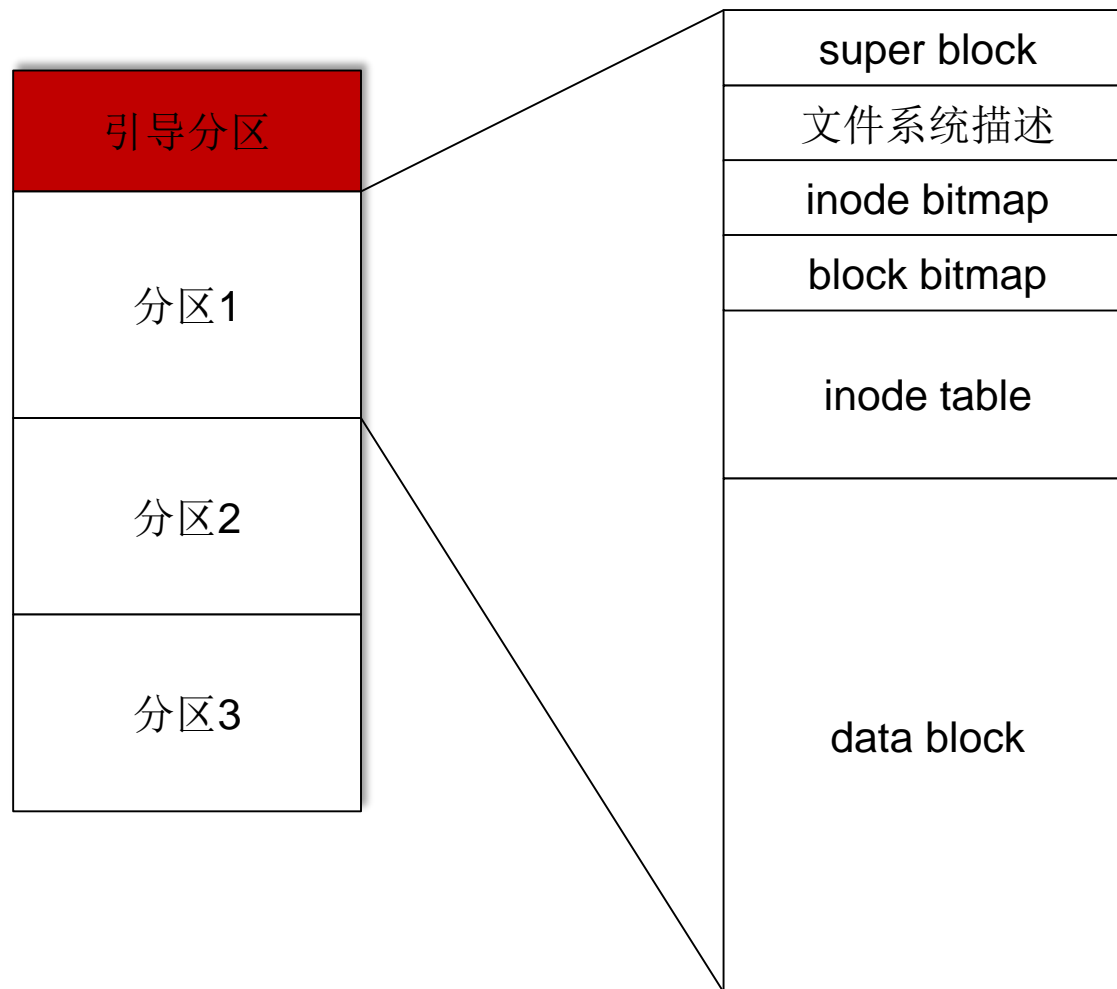 引导分区
分区1
分区2
分区3
super block
文件系统描述
inode bitmap
block bitmap
inode table
data block